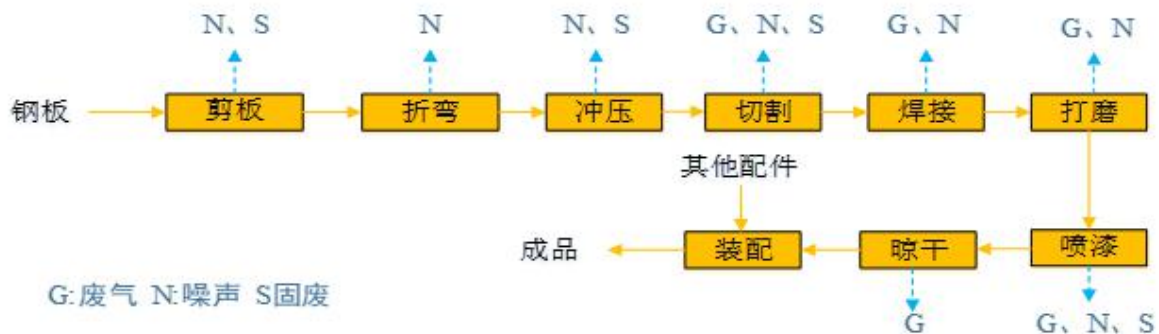 N、S N N、S G、N、S G、N G、N
钢板 剪板 折弯 冲压 切割 焊接 打磨
其他配件
成品 装配 晾干 喷漆
G:废气 N:噪声 S固废
G G、N、S